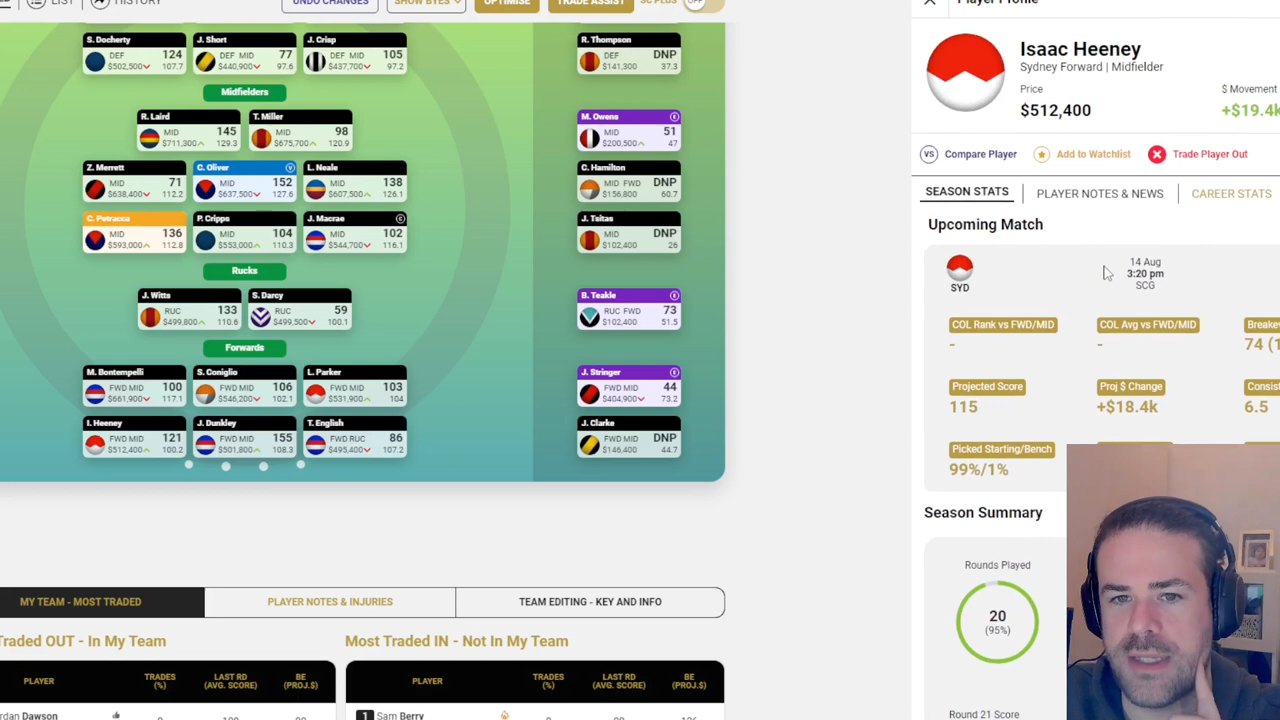 LIST
HISTORY
UNDO CHANGES
SHOW BYES
OPTIMISE
TRADE ASSIST
SC PLUS
OFF
S. Docherty
DEF 124
$502,500 107.7
J. Short
DEF MID 77
$440,900 97.6
J. Crisp
DEF MID 105
$437,700 97.2
R. Thompson
DEF DNP
$141,300 37.3
Midfielders
R. Laird
MID 145
$711,300 129.3
T. Miller
MID 98
$675,700 120.9
M. Owens E
MID 51
$200,500 47
Z. Merrett
MID 71
$638,400 112.2
C. Oliver V
MID 152
$637,500 127.6
L. Neale
MID 138
$607,500 126.1
C. Hamilton
MID FWD DNP
$156,800 60.7
C. Petracca
MID 136
$593,000 112.8
P. Cripps
MID 104
$553,000 110.3
J. Macrae C
MID 102
$544,700 116.1
J. Tsitas
MID DNP
$102,400 26
Rucks
J. Witts
RUC 133
$499,800 110.6
S. Darcy
RUC 59
$499,500 100.1
B. Teakle E
RUC FWD 73
$102,400 51.5
Forwards
M. Bontempelli
FWD MID 100
$661,900 117.1
S. Coniglio
FWD MID 106
$546,200 102.1
L. Parker
FWD MID 103
$531,900 104
J. Stringer E
FWD MID 44
$404,900 73.2
I. Heeney
FWD MID 121
$512,400 100.2
J. Dunkley
FWD MID 155
$501,800 108.3
T. English
FWD RUC 86
$495,400 107.2
J. Clarke
FWD MID DNP
$146,400 44.7
MY TEAM - MOST TRADED
PLAYER NOTES & INJURIES
TEAM EDITING - KEY AND INFO
Traded OUT - In My Team
Most Traded IN - Not In My Team
PLAYER
TRADES (%)
LAST RD (AVG. SCORE)
BE (PROJ.$)
PLAYER
TRADES (%)
LAST RD (AVG. SCORE)
BE (PROJ.$)
Dawson
1 Sam Berry
Player Profile
Isaac Heeney
Sydney Forward | Midfielder
Price
$ Movement
$512,400
+$19.4k
VS Compare Player
Add to Watchlist
Trade Player Out
SEASON STATS
PLAYER NOTES & NEWS
CAREER STATS
Upcoming Match
SYD
14 Aug
3:20 pm
SCG
COL Rank vs FWD/MID
-
COL Avg vs FWD/MID
-
74 (1
Projected Score
115
Proj $ Change
+$18.4k
6.5
Picked Starting/Bench
99%/1%
Season Summary
Rounds Played
20
(95%)
Round 21 Score